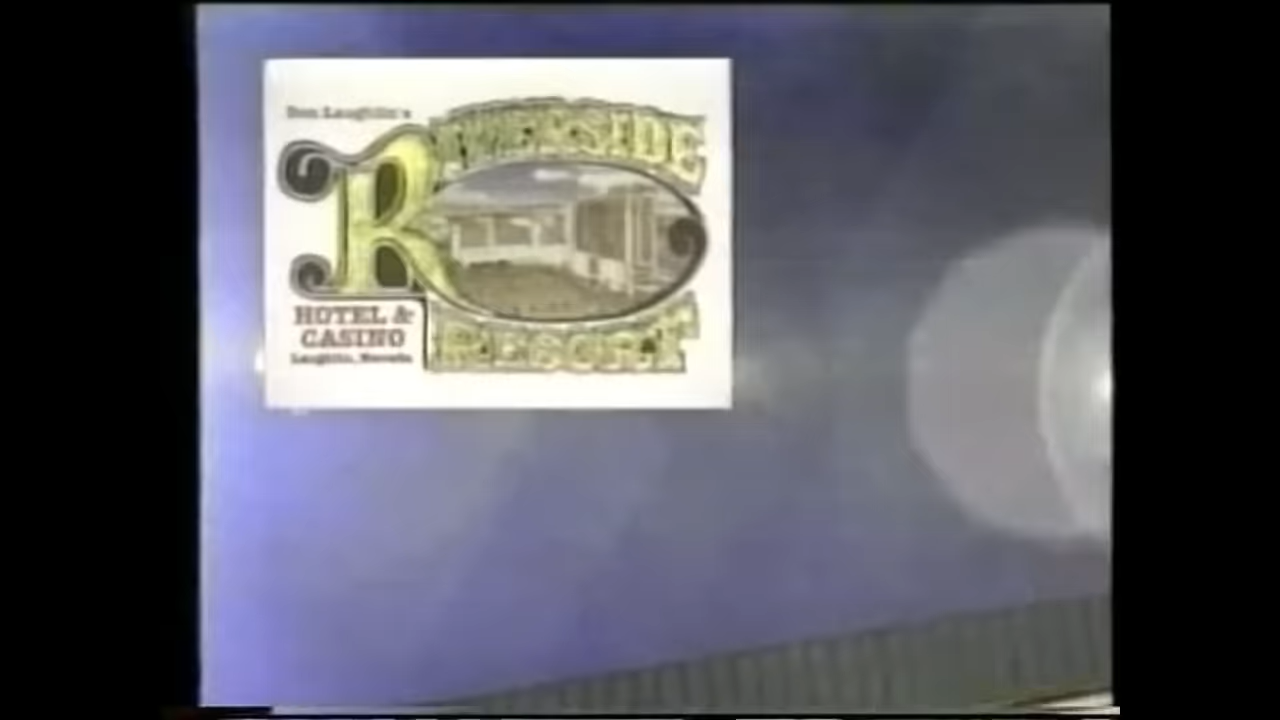 Don Laughlin's
RIVERSIDE
HOTEL &
CASINO
Laughlin, Nevada
RESORT